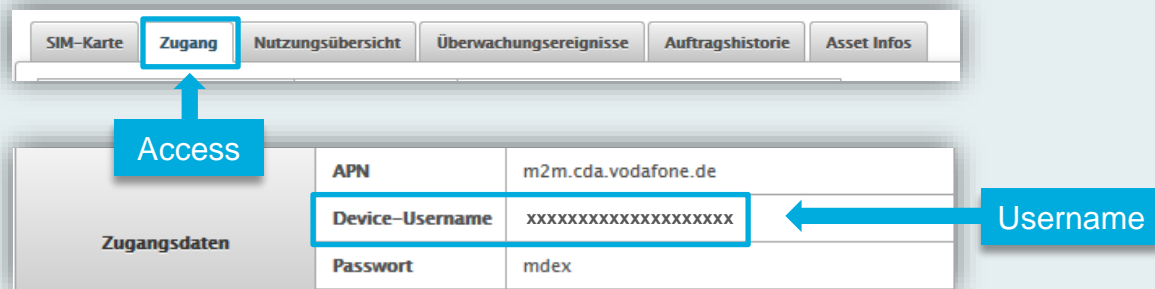 SIM-Karte Zugang Nutzungsübersicht Überwachungsereignisse Auftragshistorie Asset Infos
Access
APN m2m.cda.vodafone.de
Device-Username xxxxxxxxxxxxxxxxxxxx
Username
Zugangsdaten
Passwort mdex